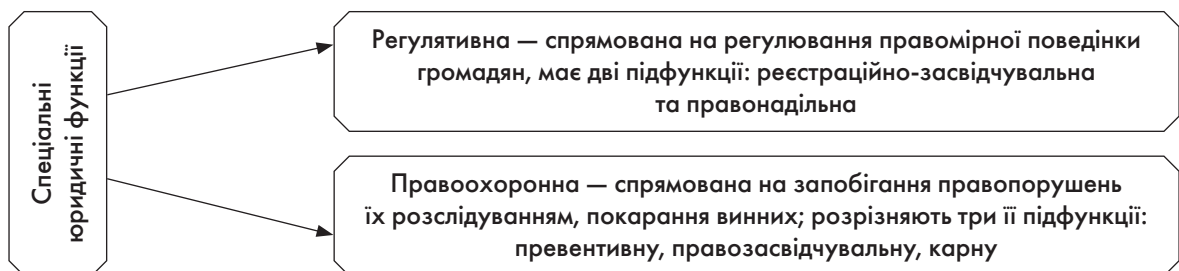 Спеціальні
юридичні функції
Регулятивна — спрямована на регулювання правомірної поведінки
громадян, має дві підфункції: реєстраційно-засвідчувальна
та правонадільна
Правоохоронна — спрямована на запобігання правопорушень
їх розслідуванням, покарання винних; розрізняють три її підфункції:
превентивну, правозасвідчувальну, карну